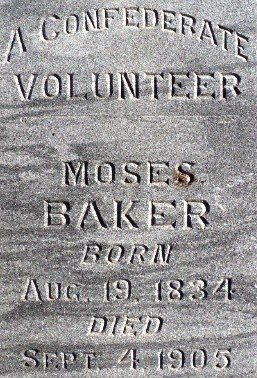 A CONFEDERATE
VOLUNTEER
MOSES
BAKER
BORN
AUG. 19, 1834
DIED
SEPT. 4 1905